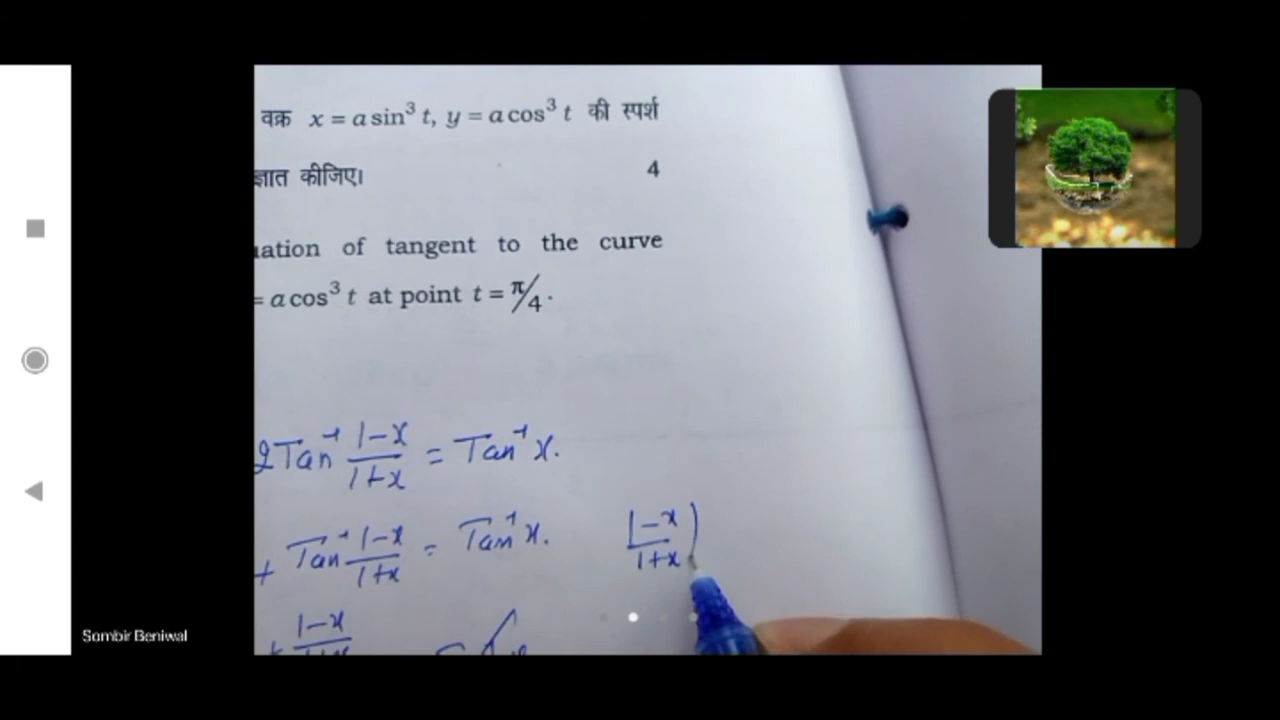 वक्र x = a sin³ t, y = a cos³ t की स्पर्श
ज्ञात कीजिए। 4
of tangent to the curve
= a cos³ t at point t = π/4.
2Tan⁻¹ 1-x/1+x = Tan⁻¹ x.
+ Tan⁻¹ 1-x/1+x = Tan⁻¹ x. 1-x/1+x)
+ 1-x
Sombir Beniwal